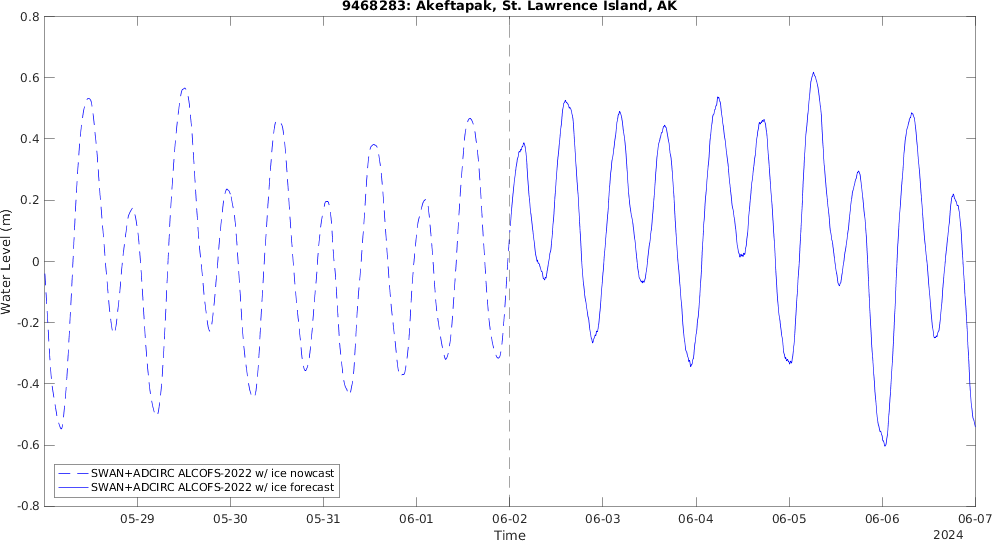 9468283: Akeftapak, St. Lawrence Island, AK
0.8
0.6
0.4
0.2
0
-0.2
-0.4
-0.6
-0.8
Water Level (m)
SWAN+ADCIRC ALCOFS-2022 w/ ice nowcast
SWAN+ADCIRC ALCOFS-2022 w/ ice forecast
05-29 05-30 05-31 06-01 06-02 06-03 06-04 06-05 06-06 06-07
Time
2024